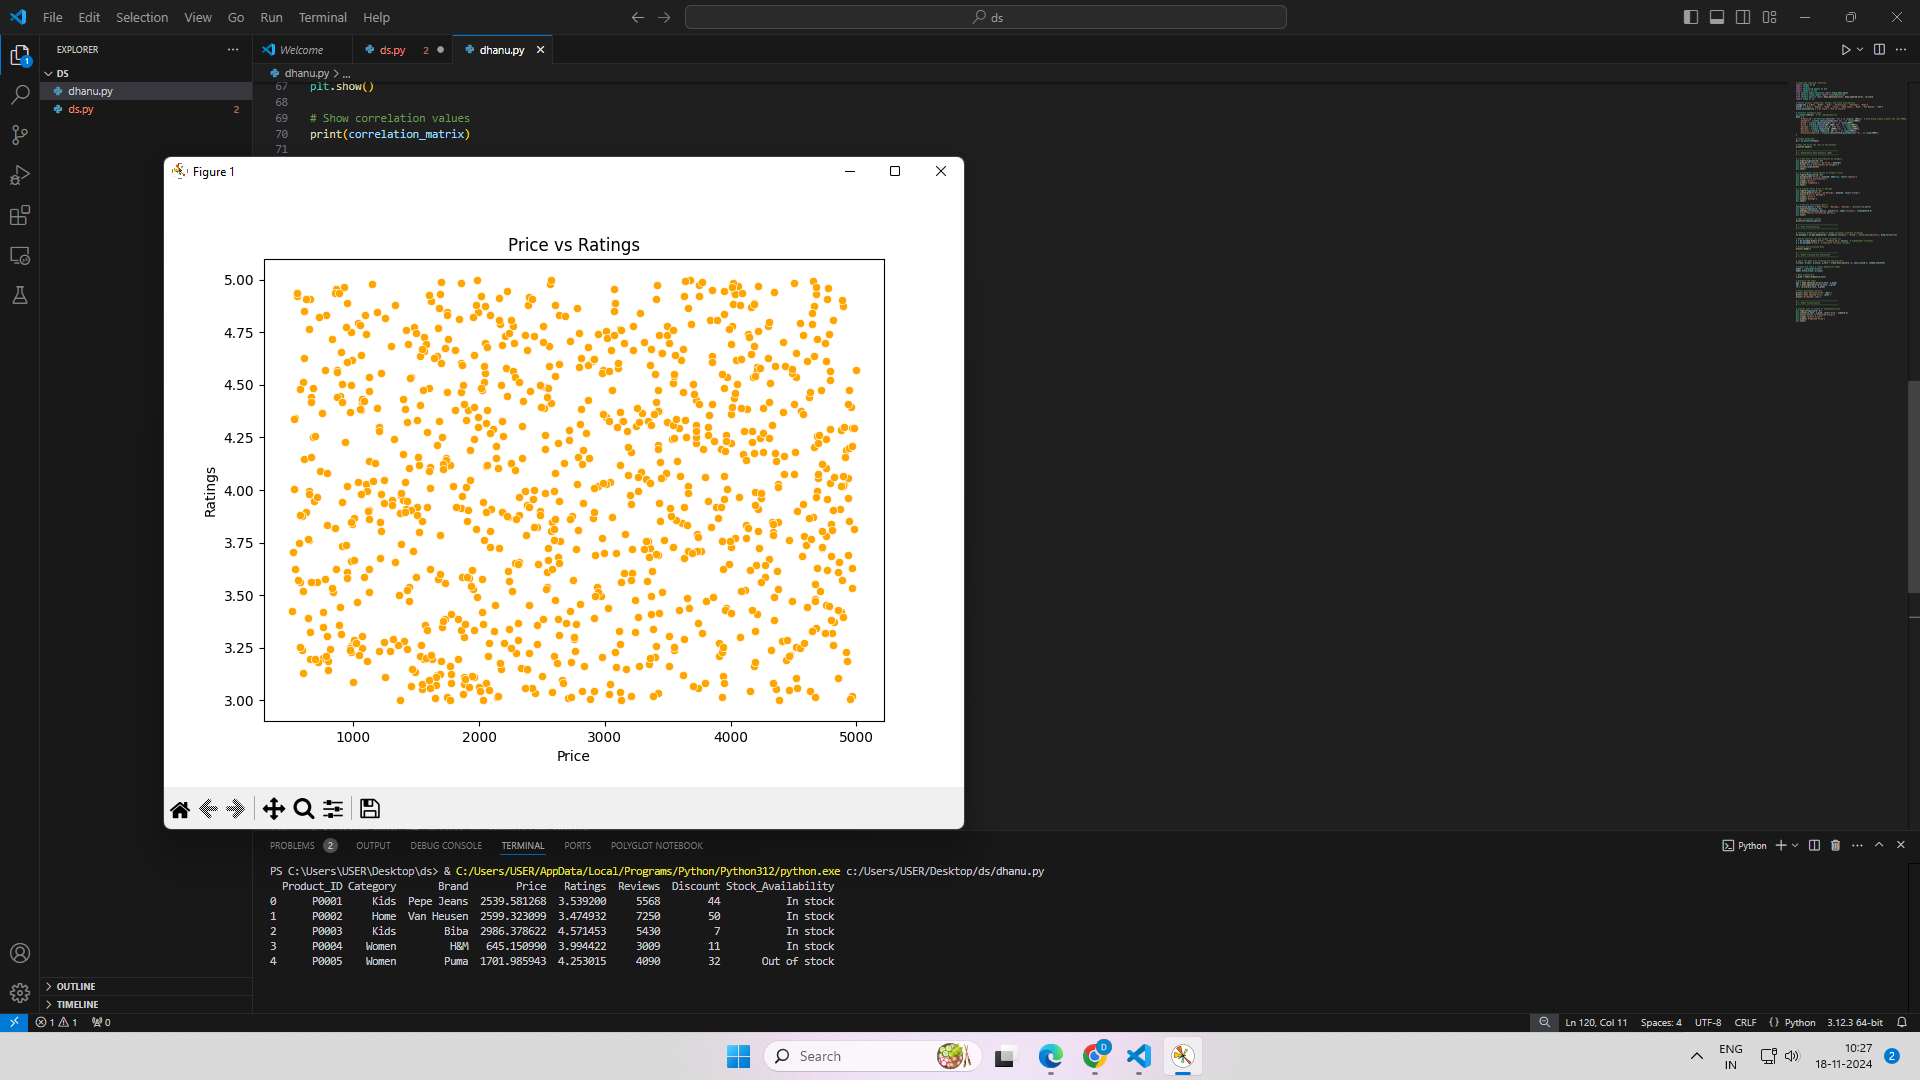 File Edit Selection View Go Run Terminal Help
ds
EXPLORER
DS
dhanu.py
ds.py 2
OUTLINE
TIMELINE
Welcome
ds.py 2
dhanu.py
dhanu.py > ...
67 plt.show()
68
69 # Show correlation values
70 print(correlation_matrix)
71
Figure 1
Price vs Ratings
5.00
4.75
4.50
4.25
4.00
3.75
3.50
3.25
3.00
Ratings
1000 2000 3000 4000 5000
Price
PROBLEMS 2 OUTPUT DEBUG CONSOLE TERMINAL PORTS POLYGLOT NOTEBOOK
Python
PS C:\Users\USER\Desktop\ds> & C:/Users/USER/AppData/Local/Programs/Python/Python312/python.exe c:/Users/USER/Desktop/ds/dhanu.py
Product_ID Category Brand Price Ratings Reviews Discount Stock_Availability
0 P0001 Kids Pepe Jeans 2539.581268 3.539200 5568 44 In stock
1 P0002 Home Van Heusen 2599.323099 3.474932 7250 50 In stock
2 P0003 Kids Biba 2986.378622 4.571453 5430 7 In stock
3 P0004 Women H&M 645.150990 3.994422 3009 11 In stock
4 P0005 Women Puma 1701.985943 4.253015 4090 32 Out of stock
1 1 0
Ln 120, Col 11 Spaces: 4 UTF-8 CRLF Python 3.12.3 64-bit
Search
D
ENG
IN
10:27
18-11-2024
2